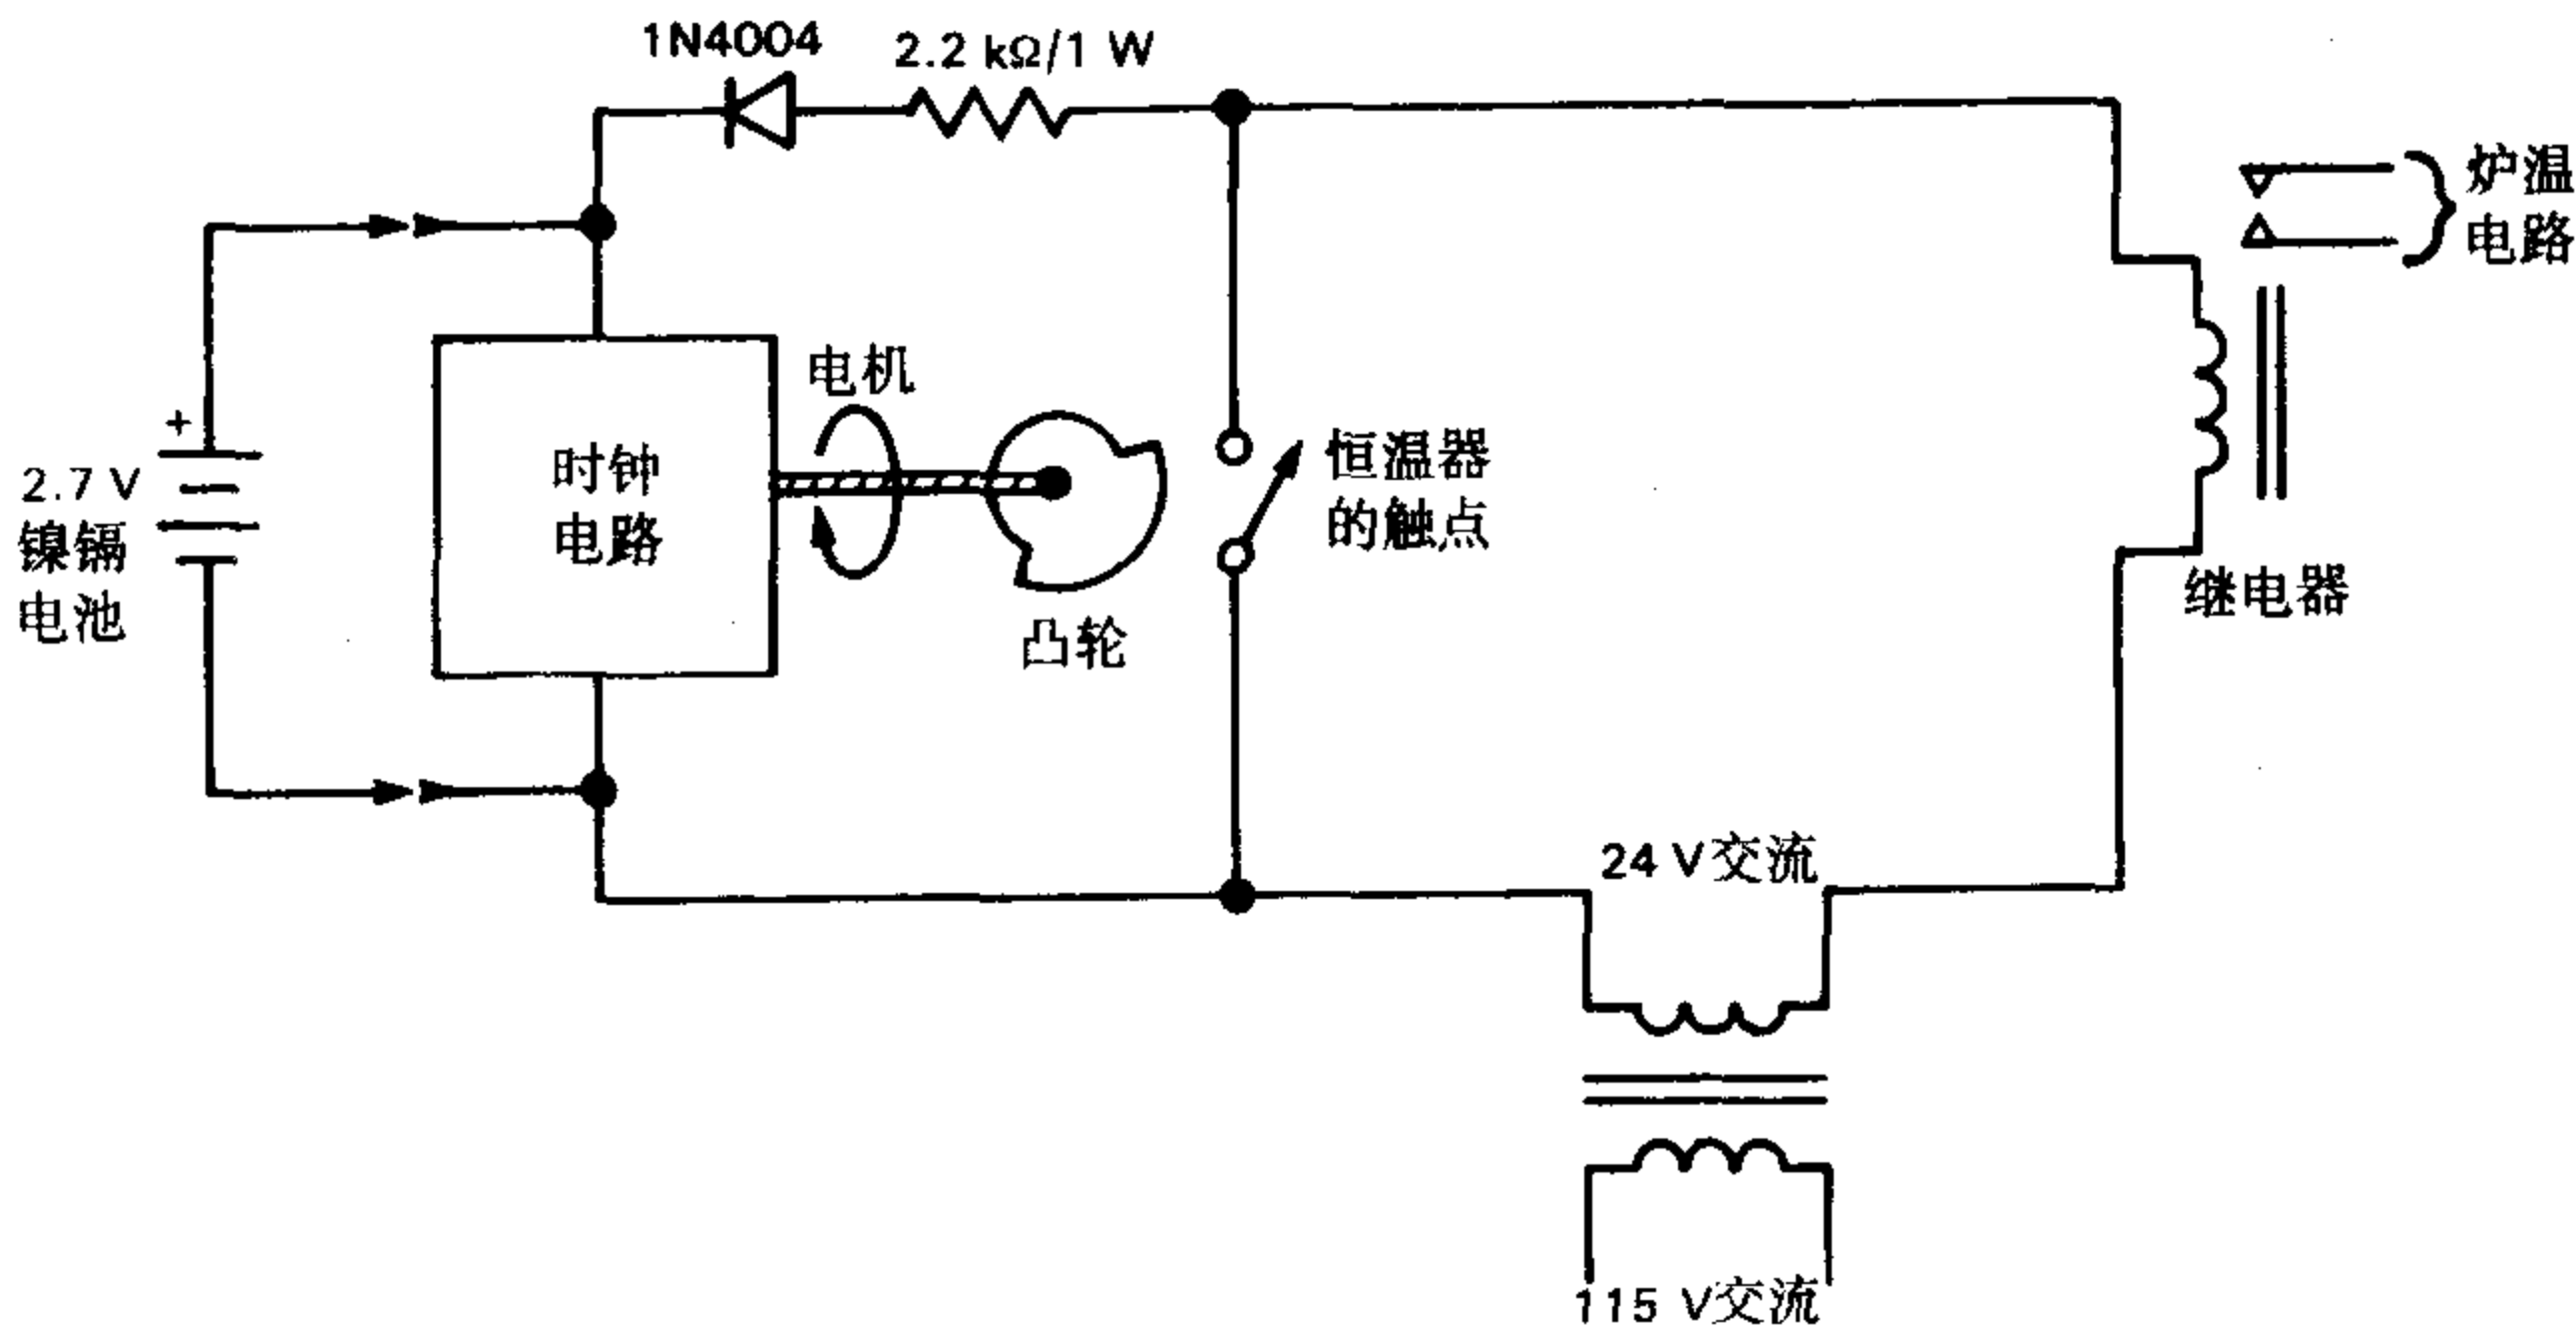 1N4004
2.2 kΩ/1 W
炉温
电路
电机
+
2.7 V
镍镉
电池
时钟
电路
恒温器
的触点
凸轮
继电器
24 V交流
115 V交流